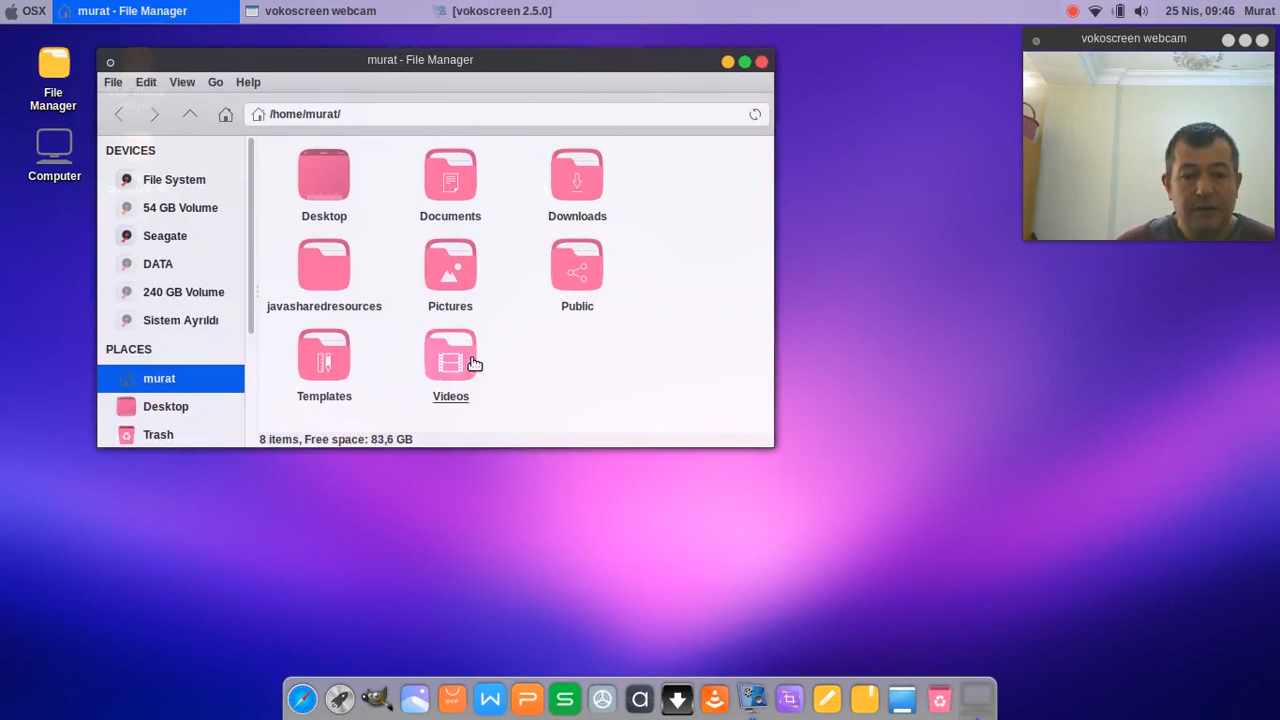 OSX
murat - File Manager
vokoscreen webcam
[vokoscreen 2.5.0]
25 Nis, 09:46
Murat
File Manager
Computer
murat - File Manager
File Edit View Go Help
/home/murat/
DEVICES
File System
54 GB Volume
Seagate
DATA
240 GB Volume
Sistem Ayrıldı
PLACES
murat
Desktop
Trash
Desktop
Documents
Downloads
javasharedresources
Pictures
Public
Templates
Videos
8 items, Free space: 83,6 GB
vokoscreen webcam